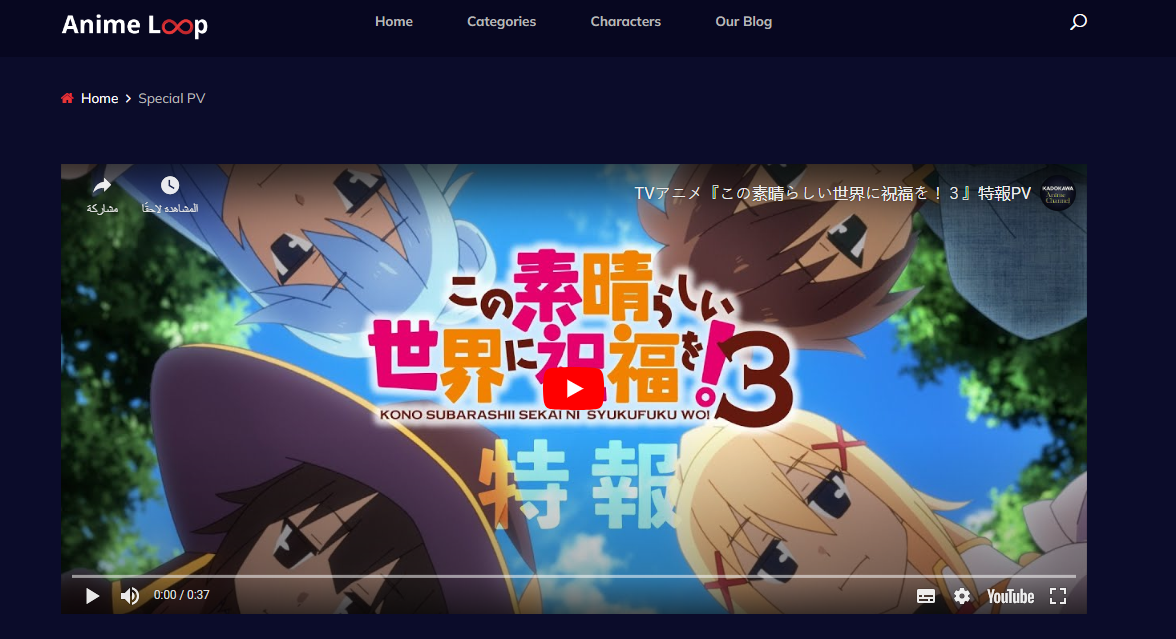 Anime Loop
Home
Categories
Characters
Our Blog
Home
Special PV
مشاركة
المشاهدة لاحقًا
TVアニメ『この素晴らしい世界に祝福を！３』特報PV
KADOKAWA
Anime
Channel
この素晴らしい
世界に祝福を!3
KONO SUBARASHII SEKAI NI SYUKUFUKU WO!
特報
0:00 / 0:37
YouTube